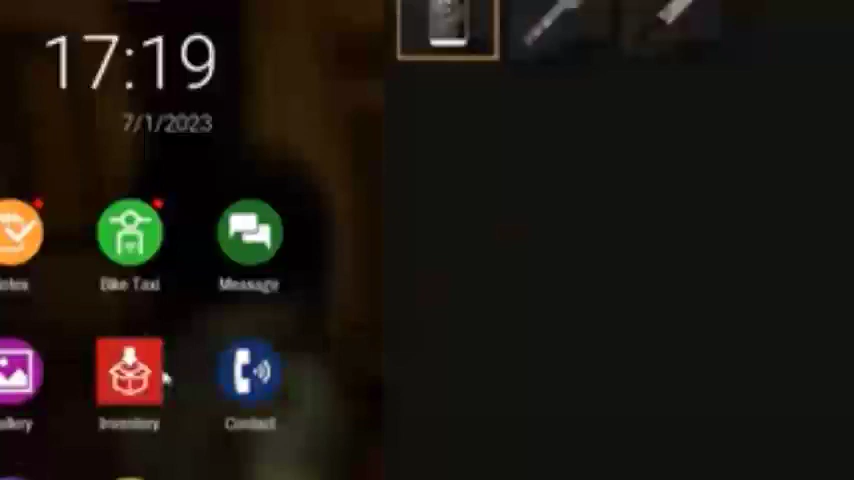 17:19
7/1/2023
Bike Taxi
Message
Inventory
Contact